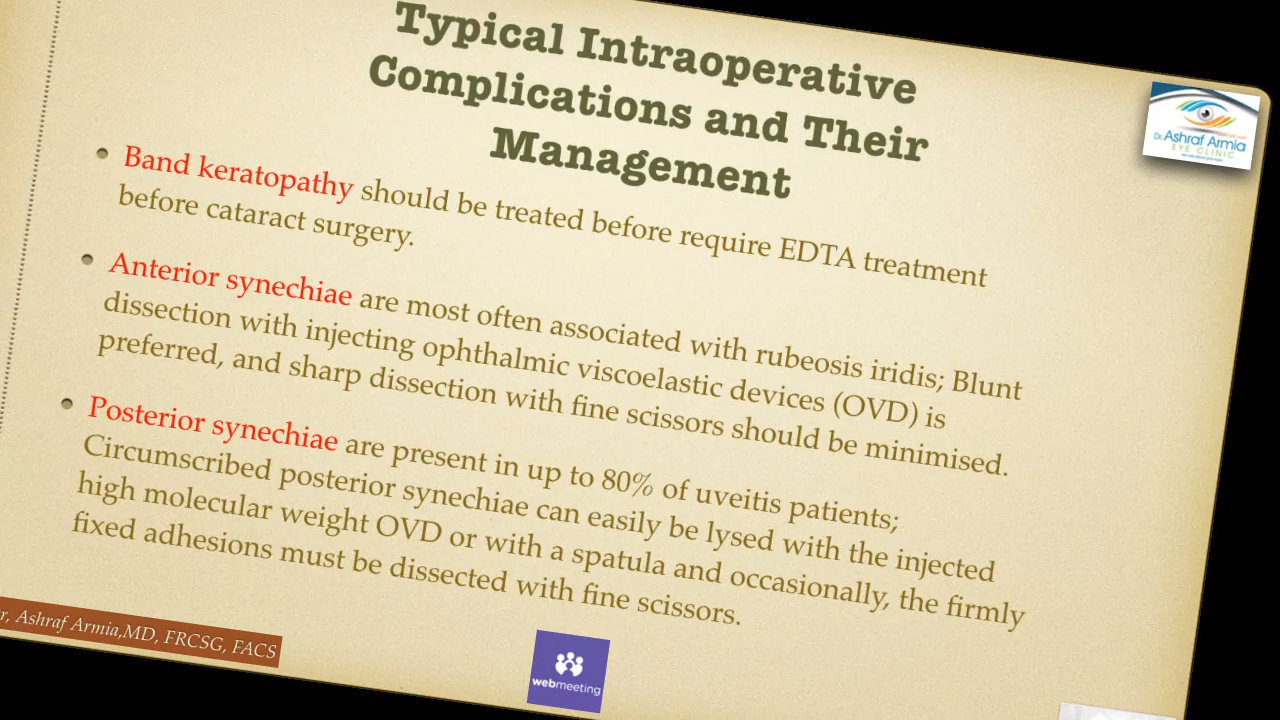 Typical Intraoperative
Complications and Their
Management
Band keratopathy should be treated before require EDTA treatment
before cataract surgery.
Anterior synechiae are most often associated with rubeosis iridis; Blunt
dissection with injecting ophthalmic viscoelastic devices (OVD) is
preferred, and sharp dissection with fine scissors should be minimised.
Posterior synechiae are present in up to 80% of uveitis patients;
Circumscribed posterior synechiae can easily be lysed with the injected
high molecular weight OVD or with a spatula and occasionally, the firmly
fixed adhesions must be dissected with fine scissors.
Dr. Ashraf Armia
EYE CLINIC
r, Ashraf Armia,MD, FRCSG, FACS
webmeeting